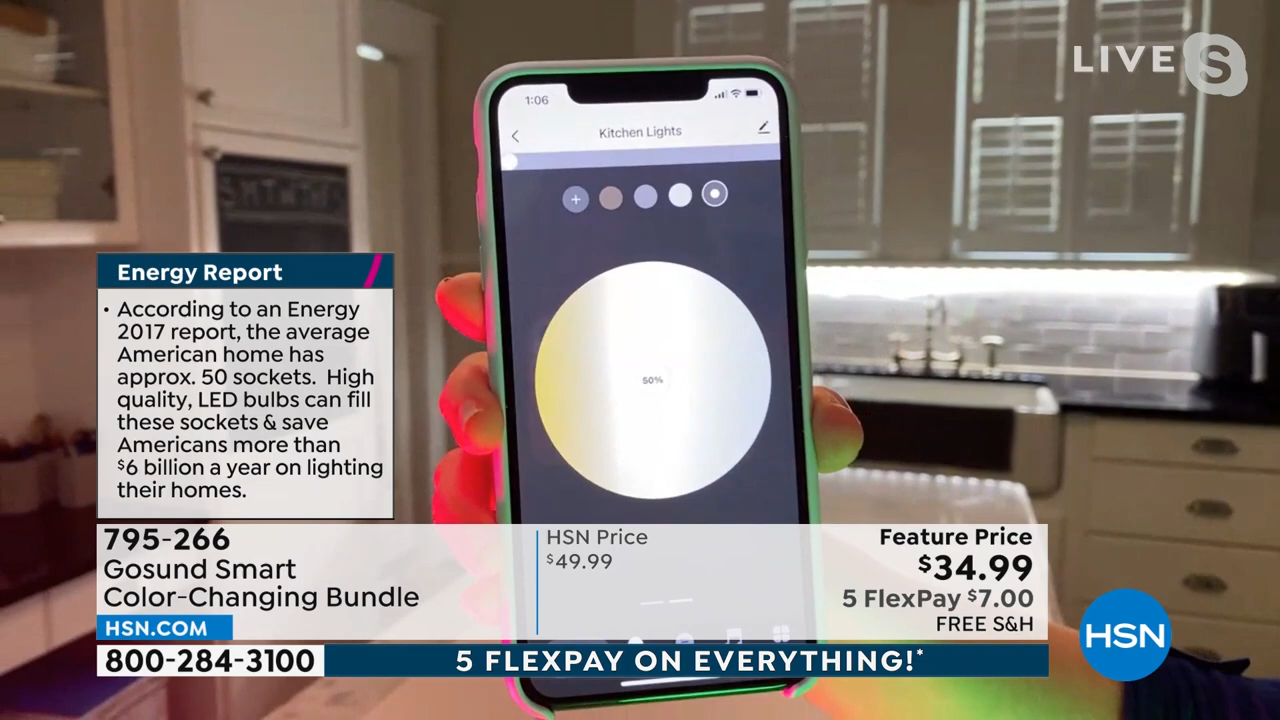 LIVE S
1:06
Kitchen Lights
+
50%
Energy Report
• According to an Energy
2017 report, the average
American home has
approx. 50 sockets. High
quality, LED bulbs can fill
these sockets & save
Americans more than
$6 billion a year on lighting
their homes.
795-266
Gosund Smart
Color-Changing Bundle
HSN.COM
HSN Price
$49.99
Feature Price
$34.99
5 FlexPay $7.00
FREE S&H
HSN
800-284-3100
5 FLEXPAY ON EVERYTHING!*